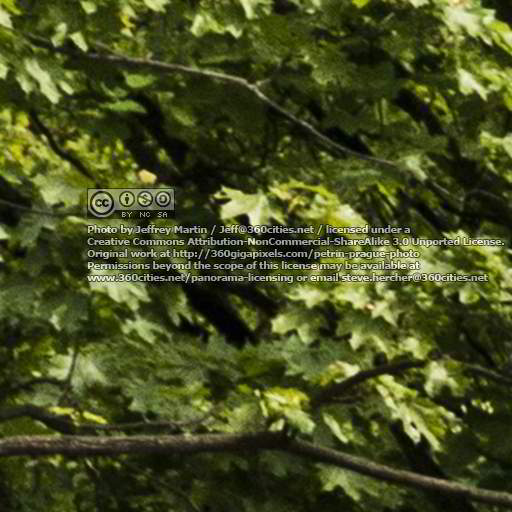 cc BY NC SA
Photo by Jeffrey Martin / Jeff@360cities.net / licensed under a
Creative Commons Attribution-NonCommercial-ShareAlike 3.0 Unported License.
Original work at http://360gigapixels.com/petrin-prague-photo
Permissions beyond the scope of this license may be available at
www.360cities.net/panorama-licensing or email steve.hercher@360cities.net